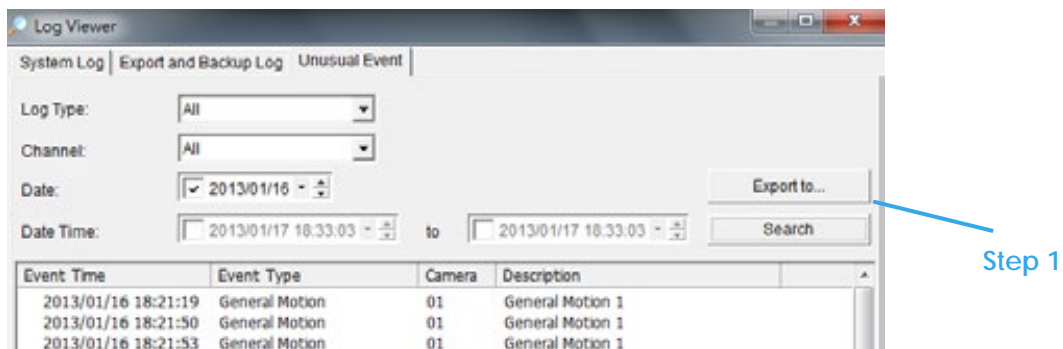 Log Viewer
System Log Export and Backup Log Unusual Event
Log Type: All
Channel: All
Date: 2013/01/16 Export to...
Date Time: 2013/01/17 18:33:03 to 2013/01/17 18:33:03 Search
Step 1
Event Time Event Type Camera Description
2013/01/16 18:21:19 General Motion 01 General Motion 1
2013/01/16 18:21:50 General Motion 01 General Motion 1
2013/01/16 18:21:53 General Motion 01 General Motion 1